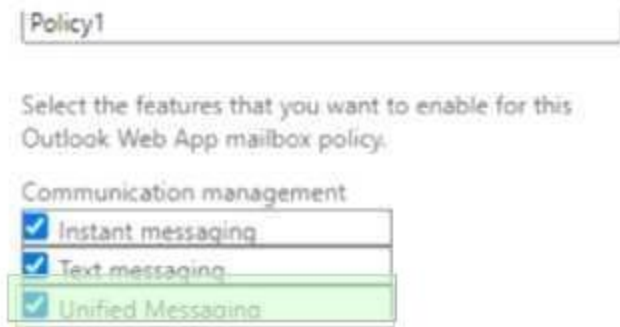 Policy1
Select the features that you want to enable for this
Outlook Web App mailbox policy.
Communication management
Instant messaging
Text messaging
Unified Messaging